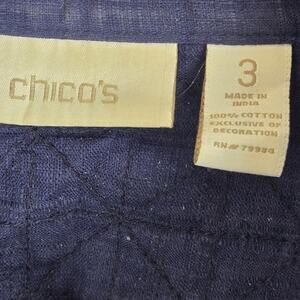 chico's
3
MADE IN
INDIA
100% COTTON
EXCLUSIVE OF
DECORATION
RN# 79984